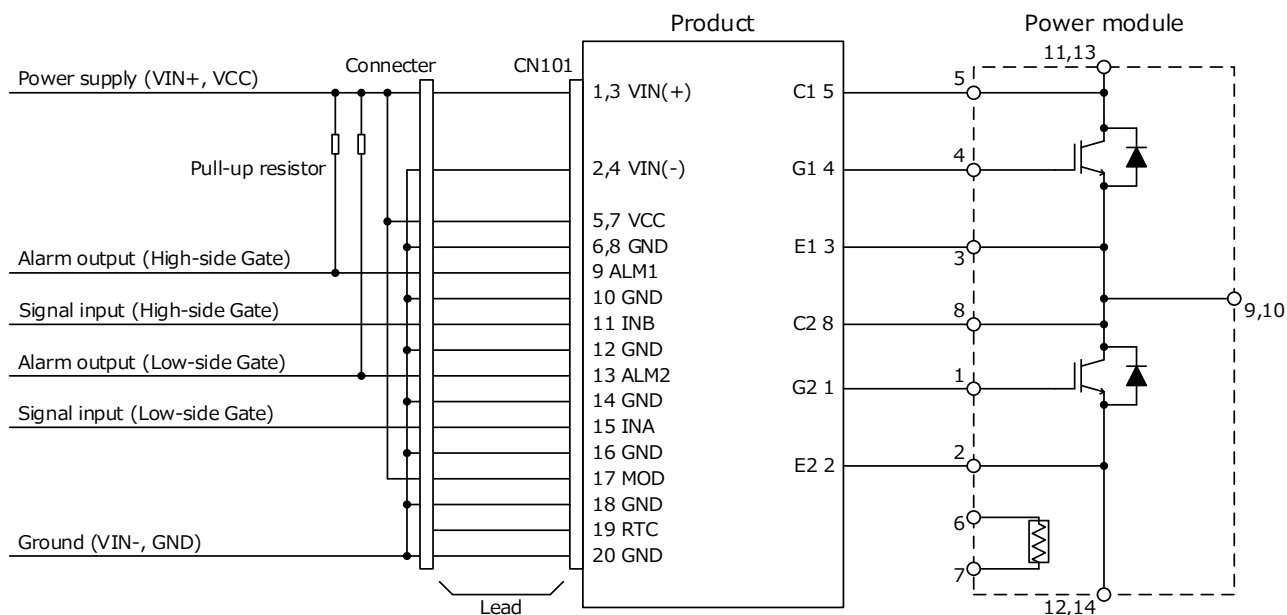 Product
Power module
Power supply (VIN+, VCC)
Connecter
CN101
11,13
1,3 VIN(+)
C1 5
5
Pull-up resistor
2,4 VIN(-)
G1 4
4
5,7 VCC
6,8 GND
E1 3
3
Alarm output (High-side Gate)
9 ALM1
10 GND
9,10
Signal input (High-side Gate)
11 INB
C2 8
8
12 GND
Alarm output (Low-side Gate)
13 ALM2
G2 1
1
14 GND
Signal input (Low-side Gate)
15 INA
16 GND
E2 2
2
17 MOD
18 GND
6
19 RTC
Ground (VIN-, GND)
20 GND
7
Lead
12,14